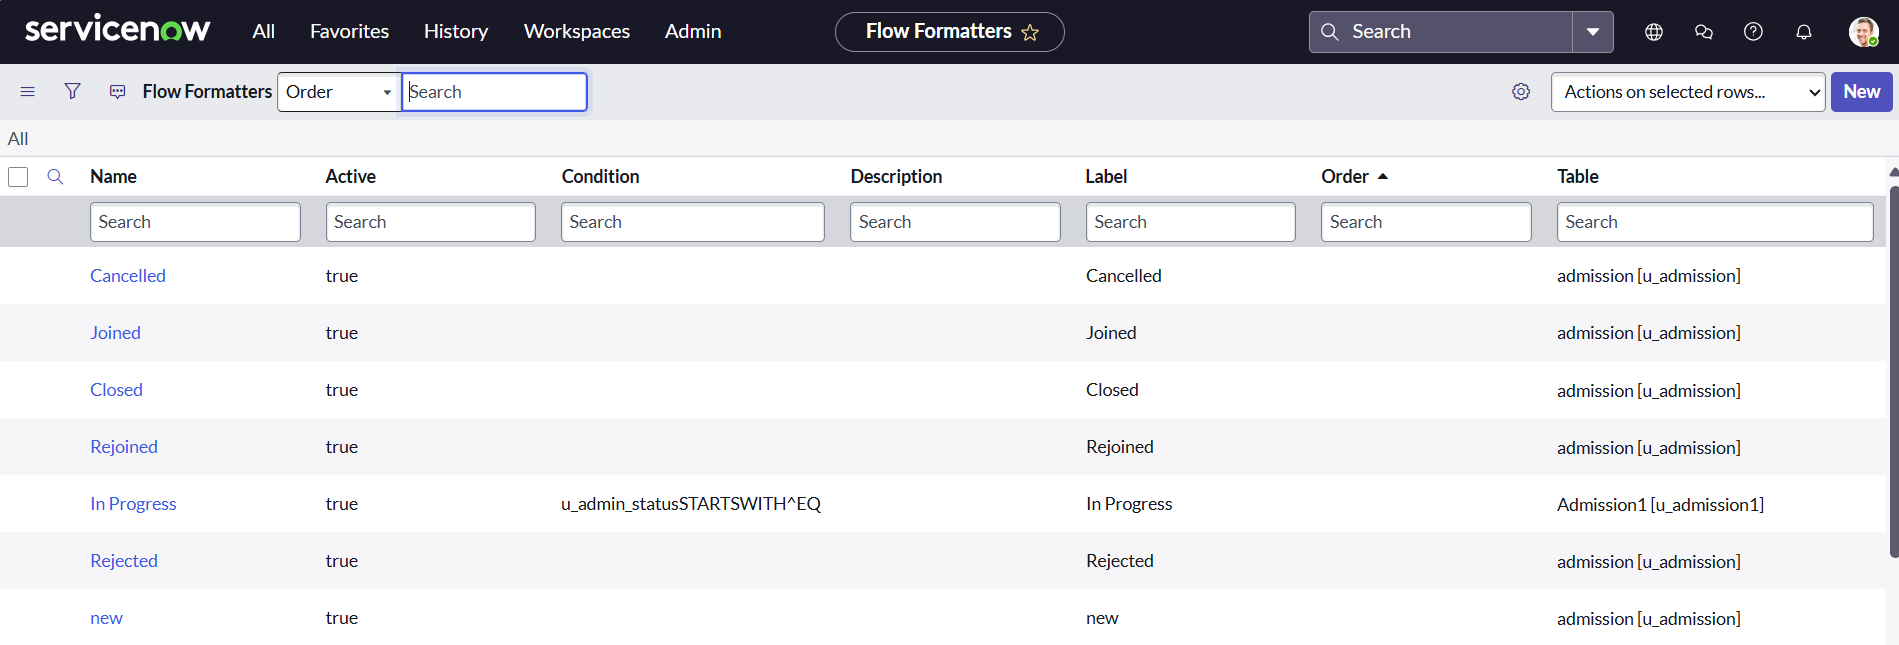 servicenow All Favorites History Workspaces Admin Flow Formatters Search
Flow Formatters Order Search Actions on selected rows... New
All
Name Active Condition Description Label Order Table
Search Search Search Search Search Search Search
Cancelled true Cancelled admission [u_admission]
Joined true Joined admission [u_admission]
Closed true Closed admission [u_admission]
Rejoined true Rejoined admission [u_admission]
In Progress true u_admin_statusSTARTSWITH^EQ In Progress Admission1 [u_admission1]
Rejected true Rejected admission [u_admission]
new true new admission [u_admission]